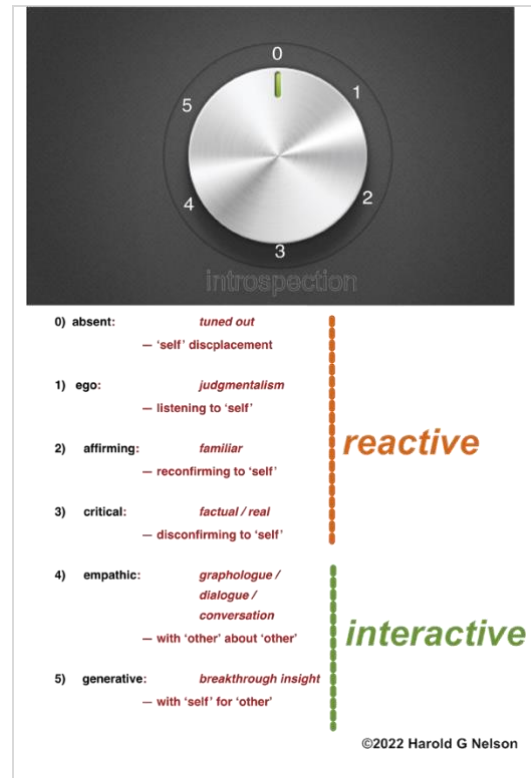 0
1
2
3
4
5
introspection
0) absent: tuned out
– 'self' discplacement
1) ego: judgmentalism
– listening to 'self'
2) affirming: familiar
– reconfirming to 'self'
reactive
3) critical: factual / real
– disconfirming to 'self'
4) empathic: graphologue /
dialogue /
conversation
– with 'other' about 'other'
interactive
5) generative: breakthrough insight
– with 'self' for 'other'
©2022 Harold G Nelson